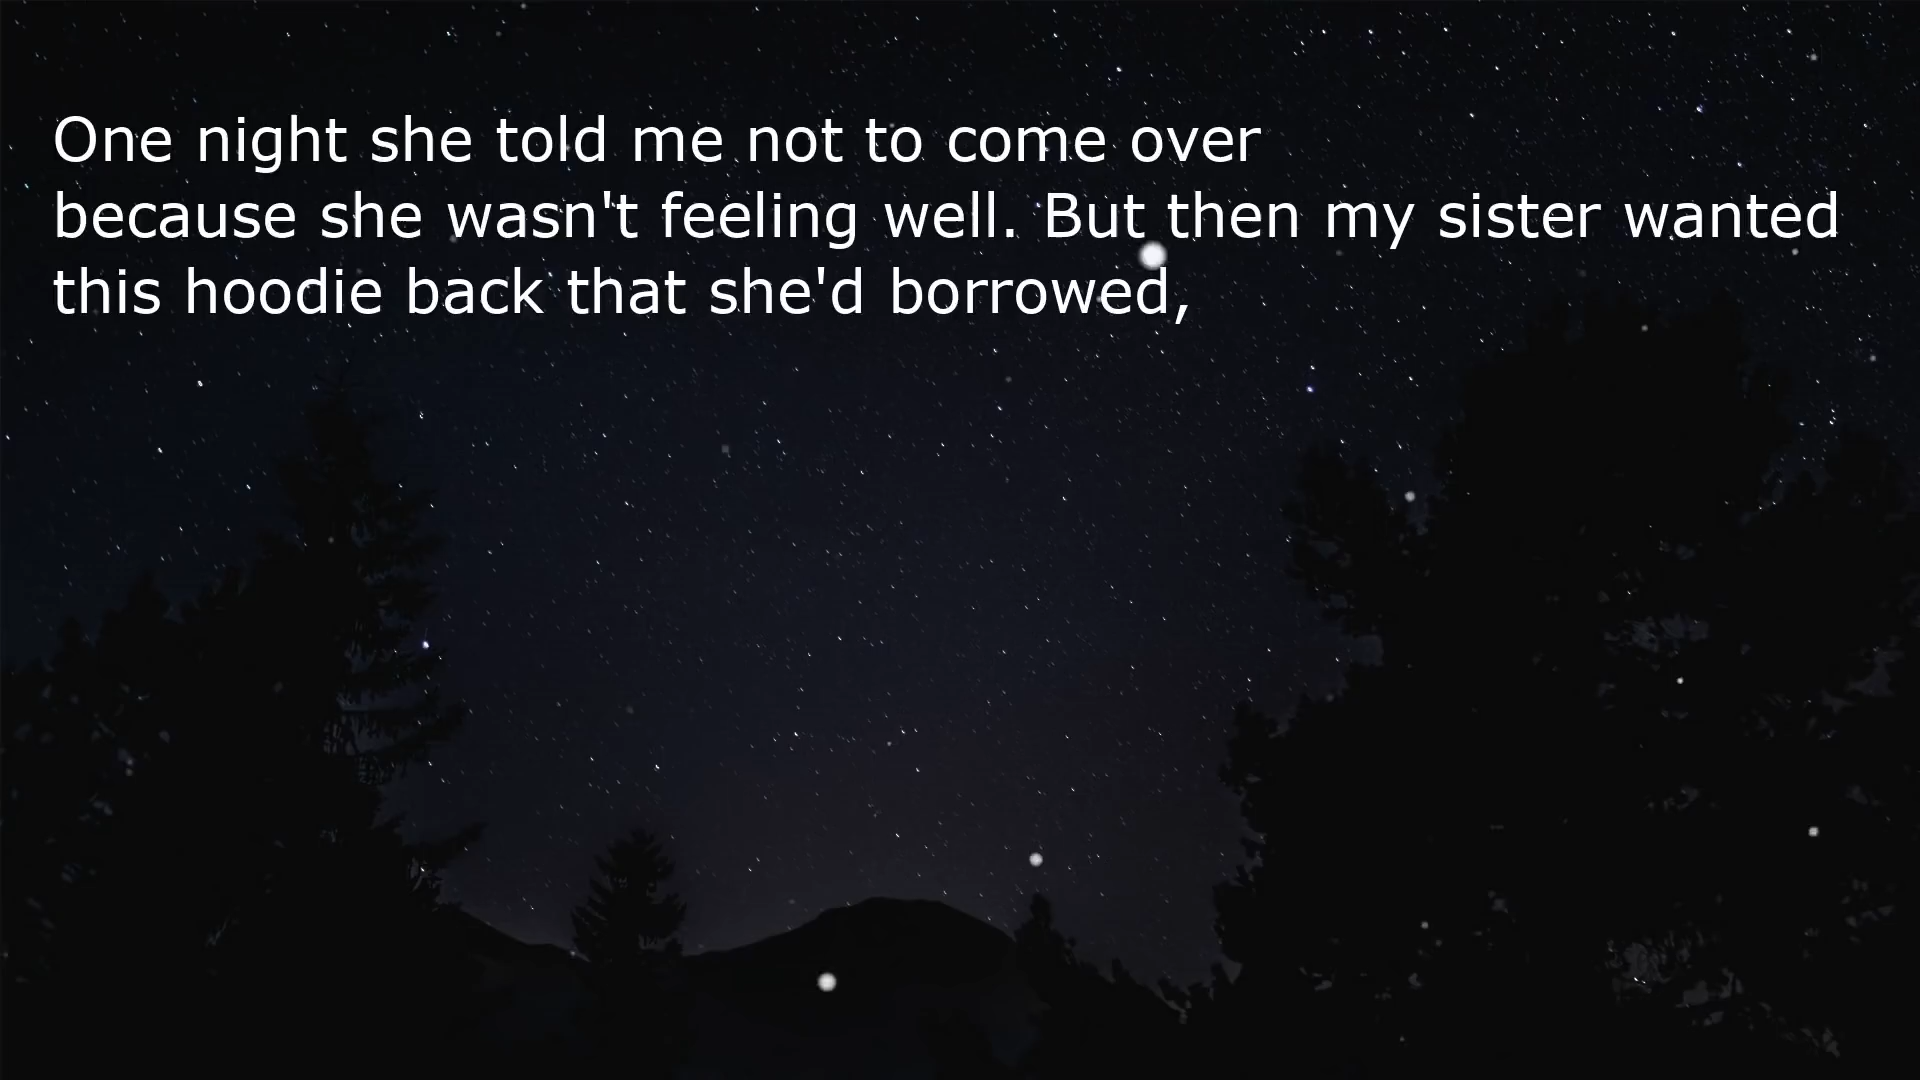 One night she told me not to come over
because she wasn't feeling well. But then my sister wanted
this hoodie back that she'd borrowed,